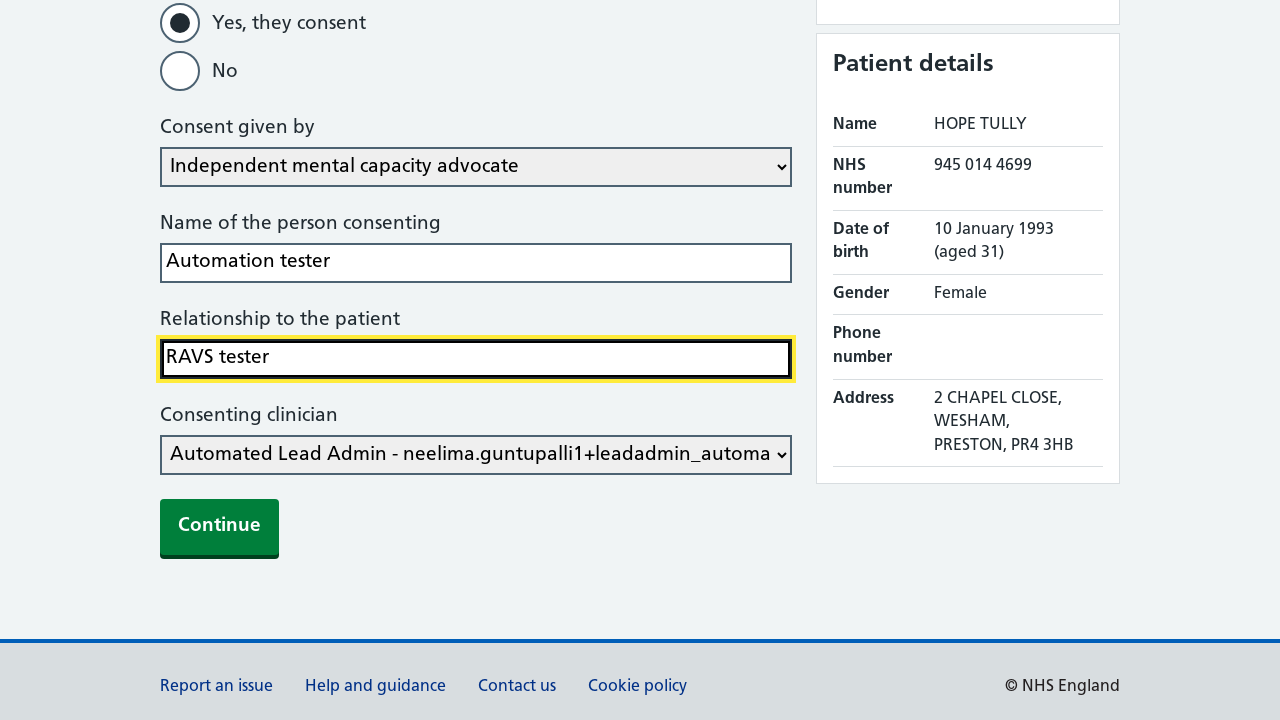 Yes, they consent
No
Consent given by
Independent mental capacity advocate
Name of the person consenting
Automation tester
Relationship to the patient
RAVS tester
Consenting clinician
Automated Lead Admin - neelima.guntupalli1+leadadmin_automa
Continue
Patient details
Name HOPE TULLY
NHS number 945 014 4699
Date of birth 10 January 1993 (aged 31)
Gender Female
Phone number
Address 2 CHAPEL CLOSE,
WESHAM,
PRESTON, PR4 3HB
Report an issue Help and guidance Contact us Cookie policy © NHS England